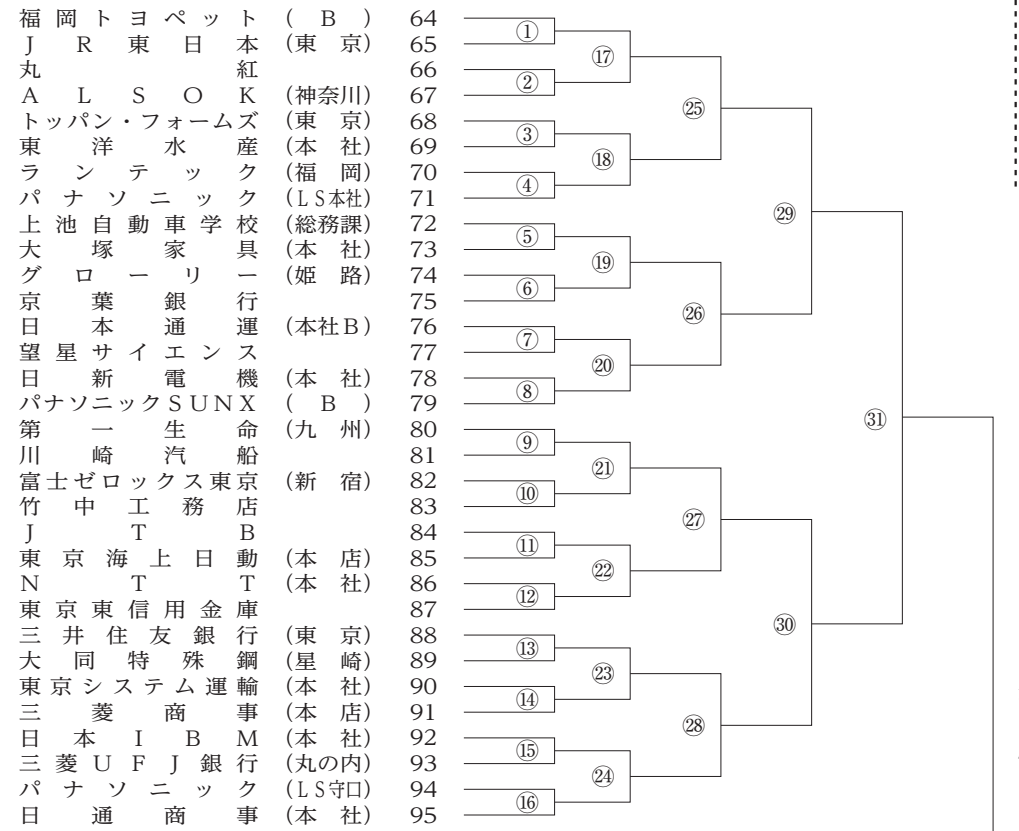 福岡トヨペット (B) 64
JR東日本 (東京) 65
丸紅 66
ALSOK (神奈川) 67
トッパン・フォームズ (東京) 68
東洋水産 (本社) 69
ランテック (福岡) 70
パナソニック (LS本社) 71
上池自動車学校 (総務課) 72
大塚家具 (本社) 73
グローリー (姫路) 74
京葉銀行 75
日本通運 (本社B) 76
望星サイエンス 77
日新電機 (本社) 78
パナソニックSUNX (B) 79
第一生命 (九州) 80
川崎汽船 81
富士ゼロックス東京 (新宿) 82
竹中工務店 83
JTB 84
東京海上日動 (本店) 85
NTT (本社) 86
東京東信用金庫 87
三井住友銀行 (東京) 88
大同特殊鋼 (星崎) 89
東京システム運輸 (本社) 90
三菱商事 (本店) 91
日本IBM (本社) 92
三菱UFJ銀行 (丸の内) 93
パナソニック (LS守口) 94
日通商事 (本社) 95
①
②
③
④
⑤
⑥
⑦
⑧
⑨
⑩
⑪
⑫
⑬
⑭
⑮
⑯
⑰
⑱
⑲
⑳
㉑
㉒
㉓
㉔
㉕
㉖
㉗
㉘
㉙
㉚
㉛